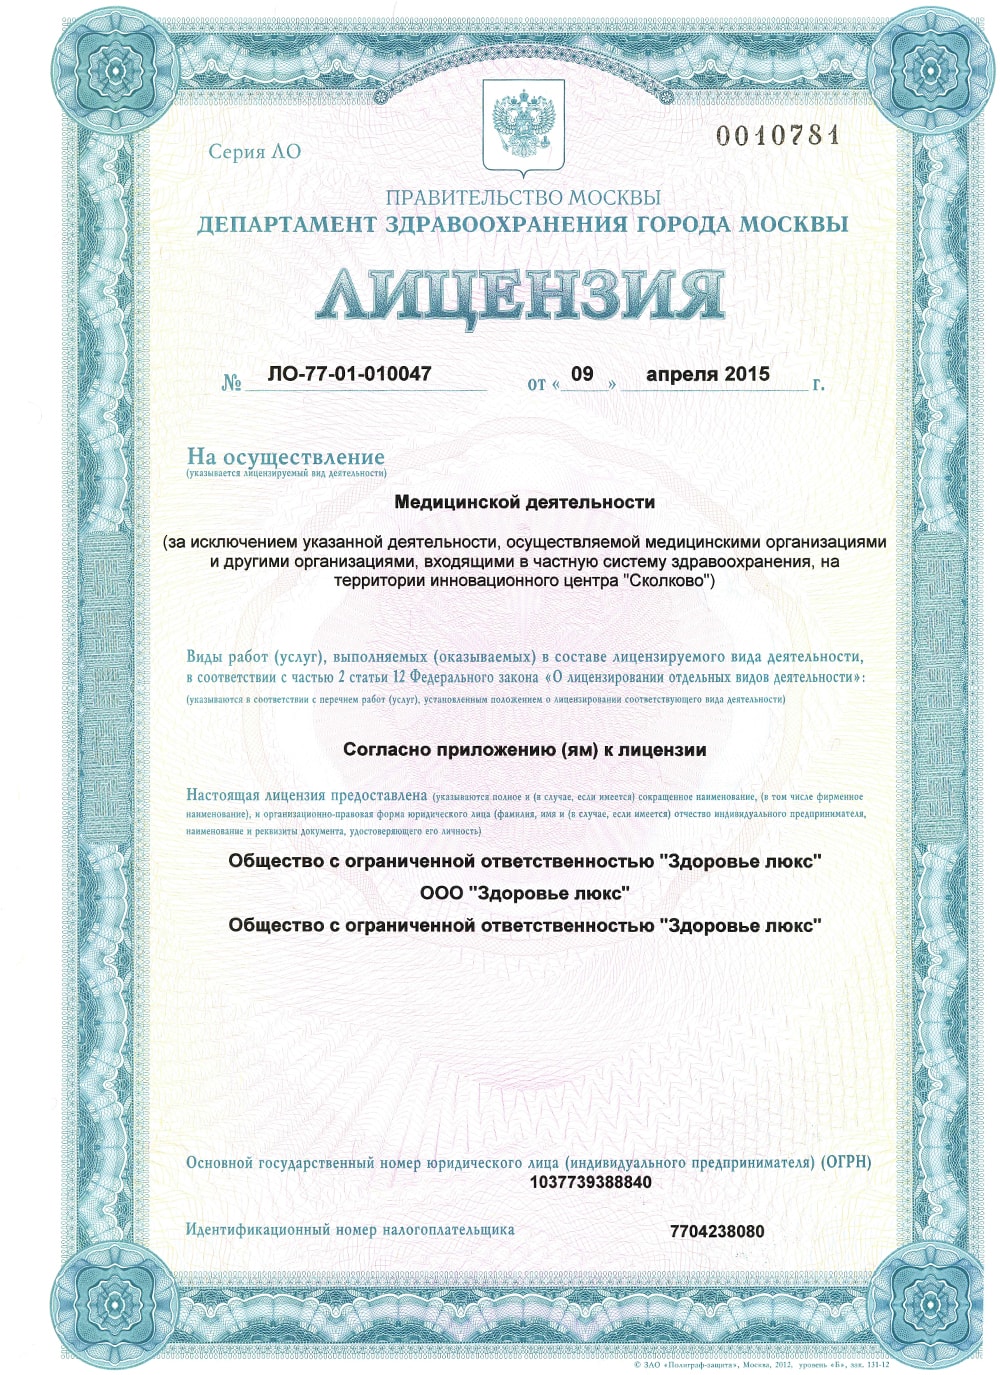 Серия ЛО
0010781
ПРАВИТЕЛЬСТВО МОСКВЫ
ДЕПАРТАМЕНТ ЗДРАВООХРАНЕНИЯ ГОРОДА МОСКВЫ
ЛИЦЕНЗИЯ
№ ЛО-77-01-010047 от «09» апреля 2015 г.
На осуществление
(указывается лицензируемый вид деятельности)
Медицинской деятельности
(за исключением указанной деятельности, осуществляемой медицинскими организациями
и другими организациями, входящими в частную систему здравоохранения, на
территории инновационного центра "Сколково")
Виды работ (услуг), выполняемых (оказываемых) в составе лицензируемого вида деятельности,
в соответствии с частью 2 статьи 12 Федерального закона «О лицензировании отдельных видов деятельности»:
(указываются в соответствии с перечнем работ (услуг), установленным положением о лицензировании соответствующего вида деятельности)
Согласно приложению (ям) к лицензии
Настоящая лицензия предоставлена (указываются полное и (в случае, если имеется) сокращенное наименование, (в том числе фирменное
наименование), и организационно-правовая форма юридического лица (фамилия, имя и (в случае, если имеется) отчество индивидуального предпринимателя,
наименование и реквизиты документа, удостоверяющего его личность)
Общество с ограниченной ответственностью "Здоровье люкс"
ООО "Здоровье люкс"
Общество с ограниченной ответственностью "Здоровье люкс"
Основной государственный номер юридического лица (индивидуального предпринимателя) (ОГРН)
1037739388840
Идентификационный номер налогоплательщика 7704238080
© ЗАО «Полиграф-защита», Москва, 2012, уровень «Б», зак. 131-12